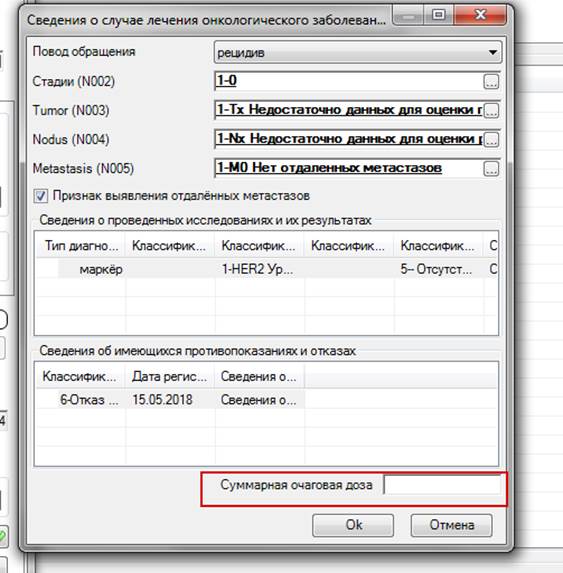 Сведения о случае лечения онкологического заболеван...
Повод обращения рецидив
Стадии (N002) 1-0 ...
Tumor (N003) 1-Tx Недостаточно данных для оценки г ...
Nodus (N004) 1-Nx Недостаточно данных для оценки р ...
Metastasis (N005) 1-M0 Нет отдаленных метастазов ...
Признак выявления отдалённых метастазов
Сведения о проведенных исследованиях и их результатах
Тип диагно... Классифик... Классифик... Классифик... Классифик... С
маркёр 1-HER2 Ур... 5-- Отсутст... С
Сведения об имеющихся противопоказаниях и отказах
Классифик... Дата регис... Сведения о...
6-Отказ ... 15.05.2018 Сведения о...
Суммарная очаговая доза
Ok Отмена